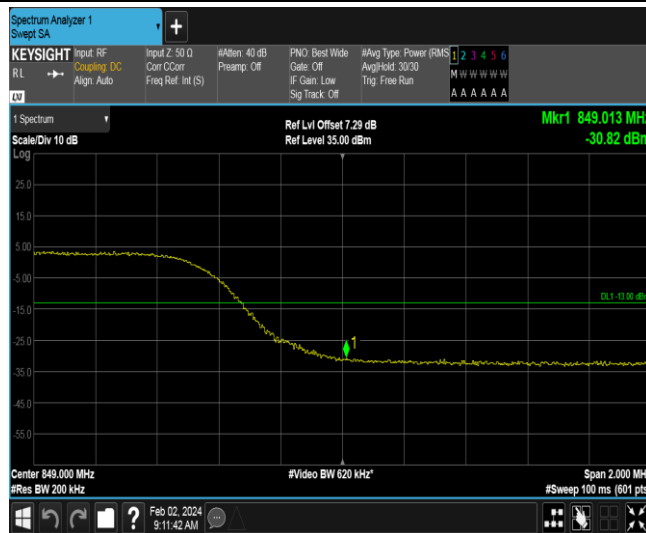 Spectrum Analyzer 1
Swept SA
+
KEYSIGHT
RL
LXI
Input: RF
Coupling: DC
Align: Auto
Input Z: 50 Ω
Corr CCorr
Freq Ref: Int (S)
#Atten: 40 dB
Preamp: Off
PNO: Best Wide
Gate: Off
IF Gain: Low
Sig Track: Off
#Avg Type: Power (RMS
Avg|Hold: 30/30
Trig: Free Run
1 2 3 4 5 6
M W W W W W
A A A A A A
1 Spectrum
Scale/Div 10 dB
Log
Ref Lvl Offset 7.29 dB
Ref Level 35.00 dBm
Mkr1 849.013 MHz
-30.82 dBm
25.0
15.0
5.00
-5.00
-15.0
-25.0
-35.0
-45.0
-55.0
DL1 -13.00 dBm
1
Center 849.000 MHz
#Res BW 200 kHz
#Video BW 620 kHz*
Span 2.000 MH
#Sweep 100 ms (601 pts
?
Feb 02, 2024
9:11:42 AM